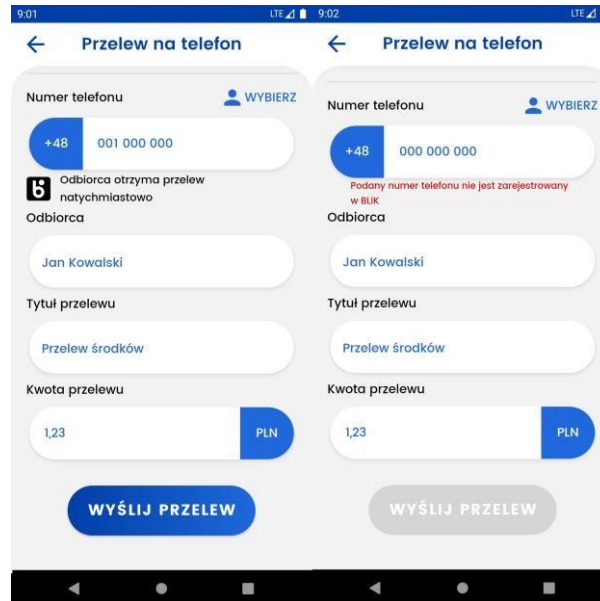 9:01
LTE
Przelew na telefon
Numer telefonu
WYBIERZ
+48
001 000 000
Odbiorca otrzyma przelew
natychmiastowo
Odbiorca
Jan Kowalski
Tytuł przelewu
Przelew środków
Kwota przelewu
1,23
PLN
WYŚLIJ PRZELEW
9:02
LTE
Przelew na telefon
Numer telefonu
WYBIERZ
+48
000 000 000
Podany numer telefonu nie jest zarejestrowany
w BLIK
Odbiorca
Jan Kowalski
Tytuł przelewu
Przelew środków
Kwota przelewu
1,23
PLN
WYŚLIJ PRZELEW